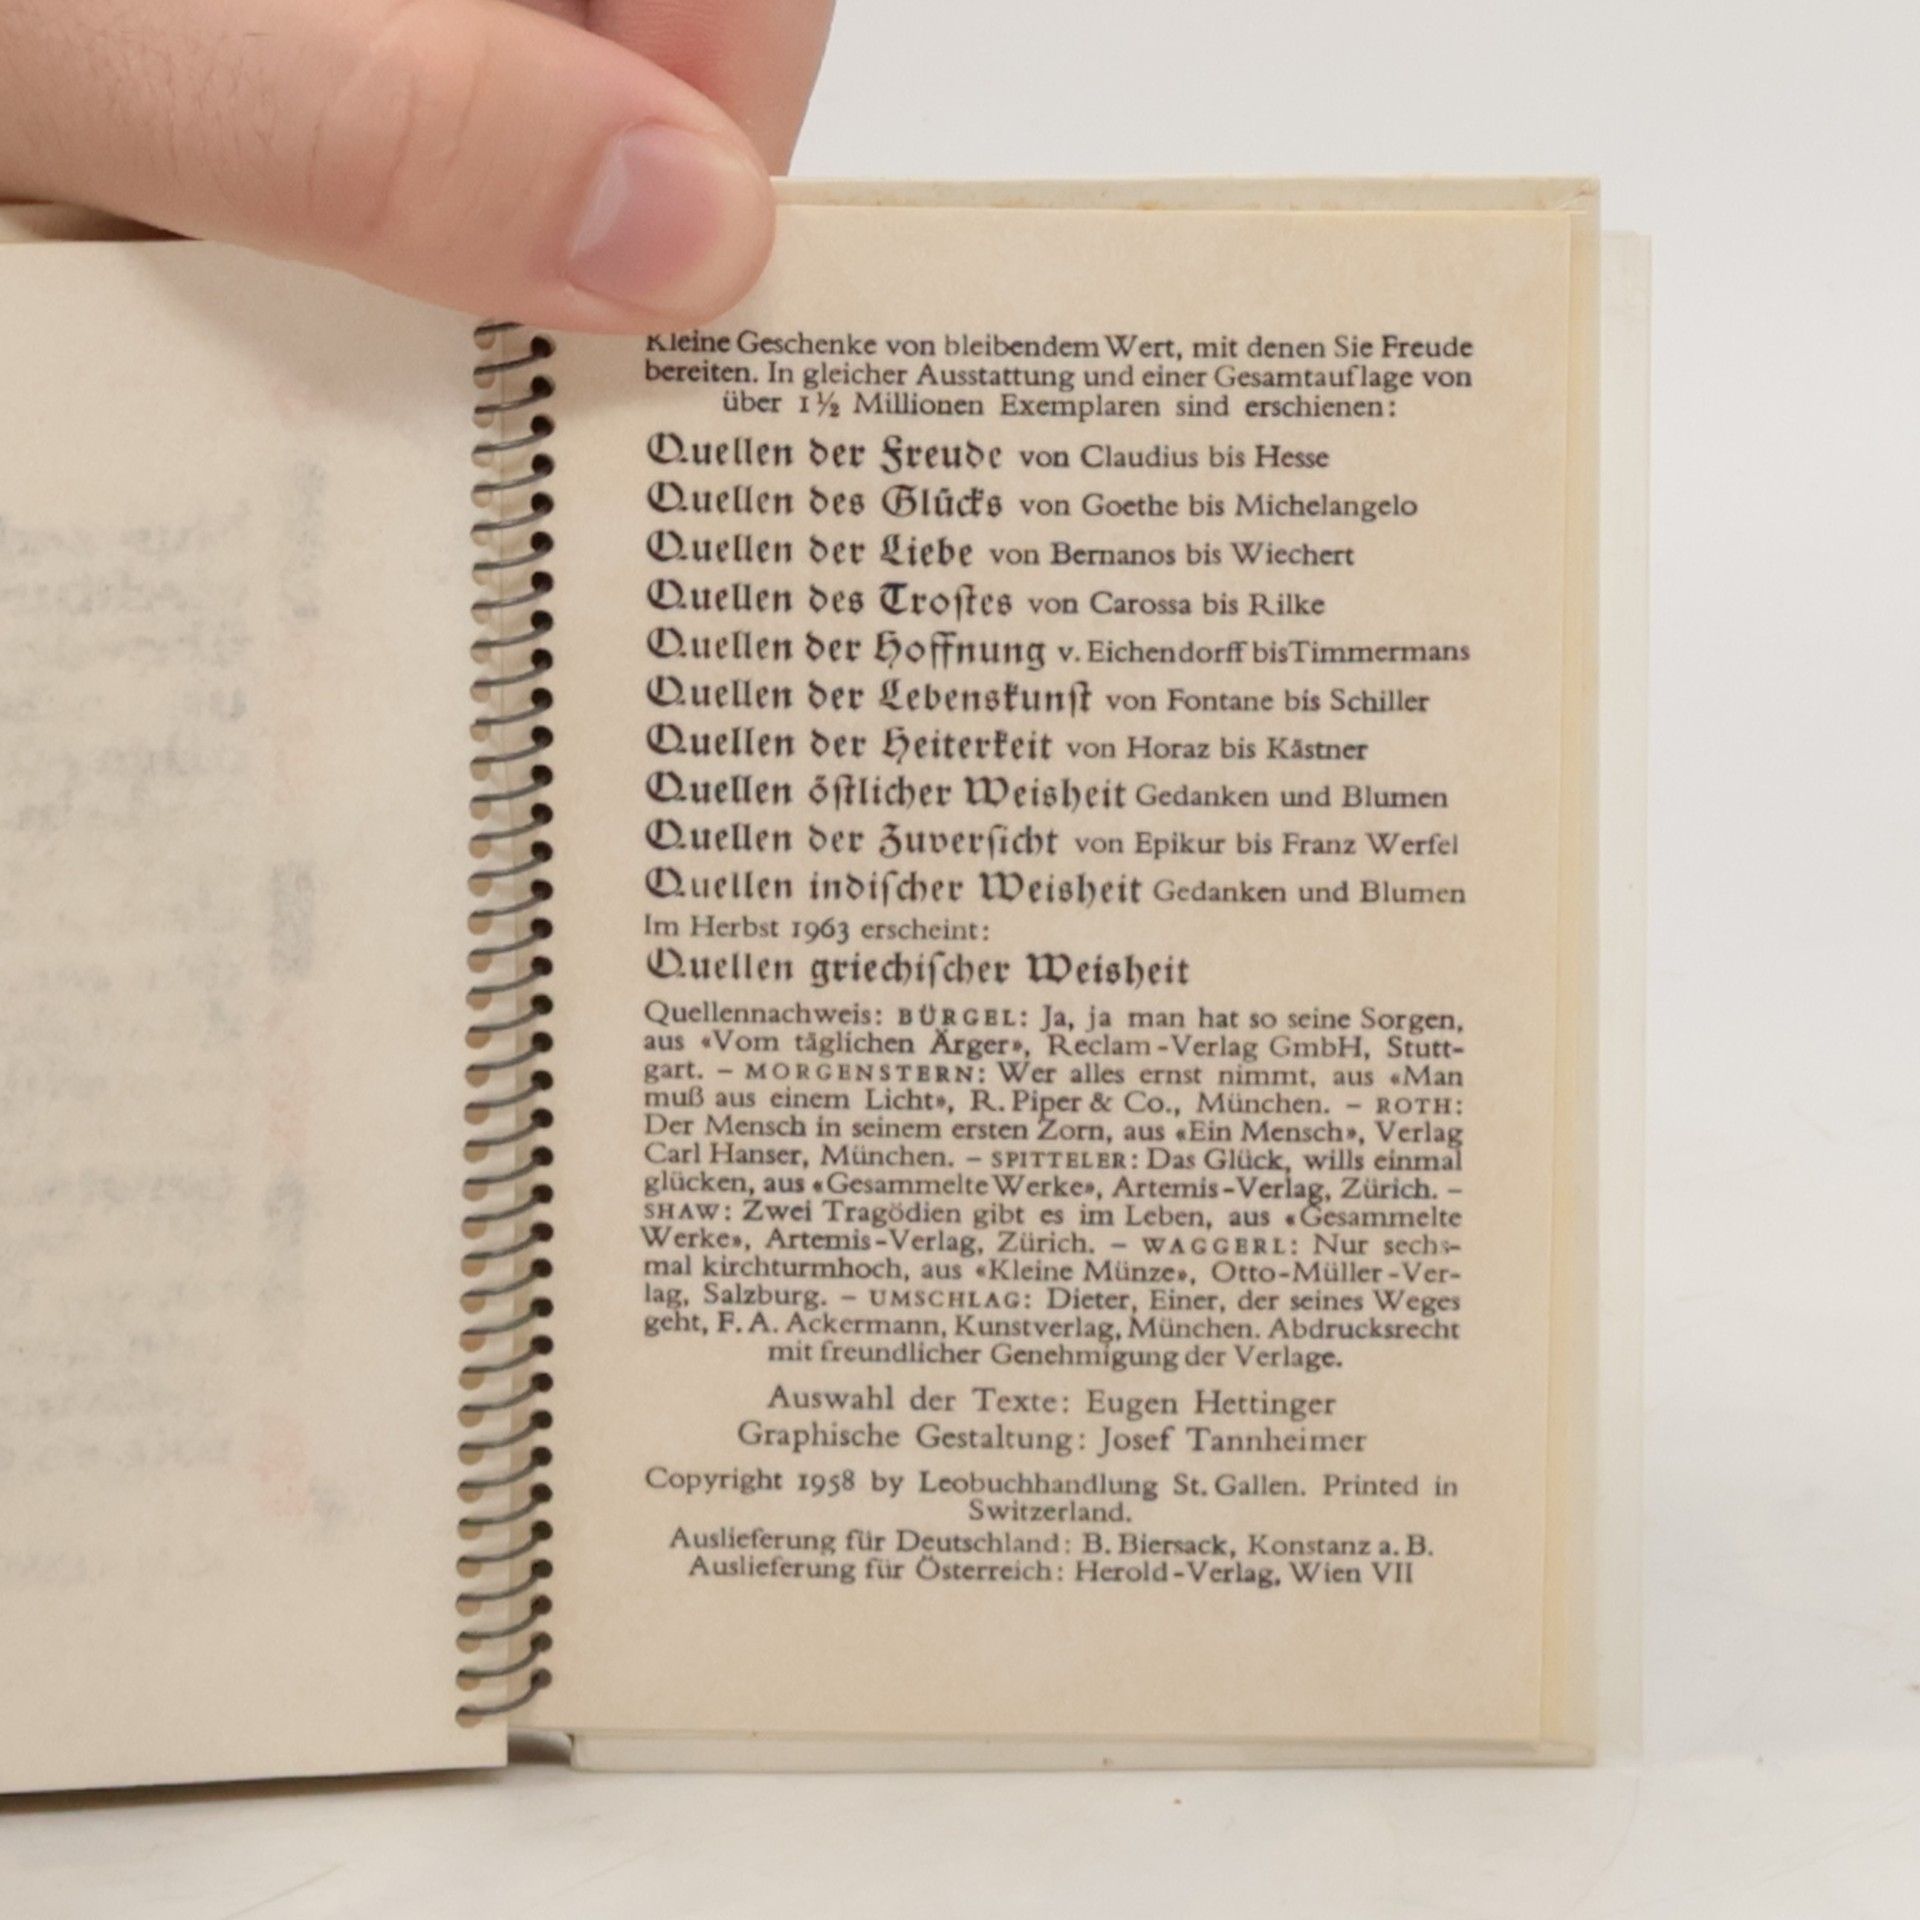 Kleine Geschenke von bleibendem Wert, mit denen Sie Freude
bereiten. In gleicher Ausstattung und einer Gesamtauflage von
über 1½ Millionen Exemplaren sind erschienen:
Quellen der Freude von Claudius bis Hesse
Quellen des Glücks von Goethe bis Michelangelo
Quellen der Liebe von Bernanos bis Wiechert
Quellen des Troſtes von Carossa bis Rilke
Quellen der Hoffnung v. Eichendorff bis Timmermans
Quellen der Lebenskunſt von Fontane bis Schiller
Quellen der Heiterkeit von Horaz bis Kästner
Quellen öſtlicher Weisheit Gedanken und Blumen
Quellen der Zuverſicht von Epikur bis Franz Werfel
Quellen indiſcher Weisheit Gedanken und Blumen
Im Herbst 1963 erscheint:
Quellen griechiſcher Weisheit
Quellennachweis: BÜRGEL: Ja, ja man hat so seine Sorgen,
aus «Vom täglichen Ärger», Reclam-Verlag GmbH, Stutt-
gart. – MORGENSTERN: Wer alles ernst nimmt, aus «Man
muß aus einem Licht», R. Piper & Co., München. – ROTH:
Der Mensch in seinem ersten Zorn, aus «Ein Mensch», Verlag
Carl Hanser, München. – SPITTELER: Das Glück, wills einmal
glücken, aus «Gesammelte Werke», Artemis-Verlag, Zürich. –
SHAW: Zwei Tragödien gibt es im Leben, aus «Gesammelte
Werke», Artemis-Verlag, Zürich. – WAGGERL: Nur sechs-
mal kirchturmhoch, aus «Kleine Münze», Otto-Müller-Ver-
lag, Salzburg. – UMSCHLAG: Dieter, Einer, der seines Weges
geht, F. A. Ackermann, Kunstverlag, München. Abdrucksrecht
mit freundlicher Genehmigung der Verlage.
Auswahl der Texte: Eugen Hettinger
Graphische Gestaltung: Josef Tannheimer
Copyright 1958 by Leobuchhandlung St. Gallen. Printed in
Switzerland.
Auslieferung für Deutschland: B. Biersack, Konstanz a. B.
Auslieferung für Österreich: Herold-Verlag, Wien VII